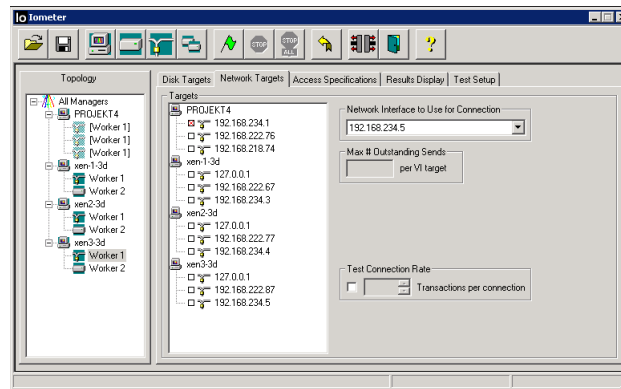 Iometer
STOP
STOP
ALL
?
Topology
All Managers
PROJEKT4
[Worker 1]
[Worker 1]
[Worker 1]
xen-1-3d
Worker 1
Worker 2
xen2-3d
Worker 1
Worker 2
xen3-3d
Worker 1
Worker 2
Disk Targets Network Targets Access Specifications Results Display Test Setup
Targets
PROJEKT4
192.168.234.1
192.168.222.76
192.168.218.74
xen-1-3d
127.0.0.1
192.168.222.67
192.168.234.3
xen2-3d
127.0.0.1
192.168.222.77
192.168.234.4
xen3-3d
127.0.0.1
192.168.222.87
192.168.234.5
Network Interface to Use for Connection
192.168.234.5
Max # Outstanding Sends
per VI target
Test Connection Rate
Transactions per connection